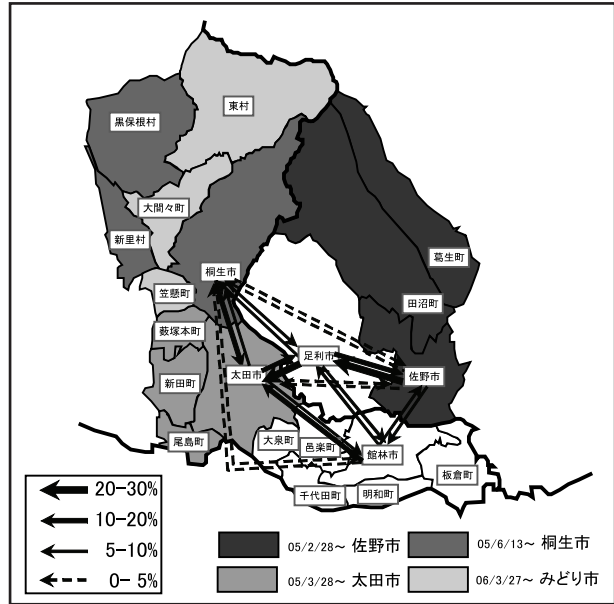 東村
黒保根村
大間々町
新里村
葛生町
桐生市
笠懸町
田沼町
薮塚本町
足利市
太田市
佐野市
新田町
大泉町
邑楽町
尾島町
館林市
板倉町
千代田町
明和町
20-30%
10-20%
5-10%
0- 5%
05/2/28~ 佐野市
05/6/13~ 桐生市
05/3/28~ 太田市
06/3/27~ みどり市